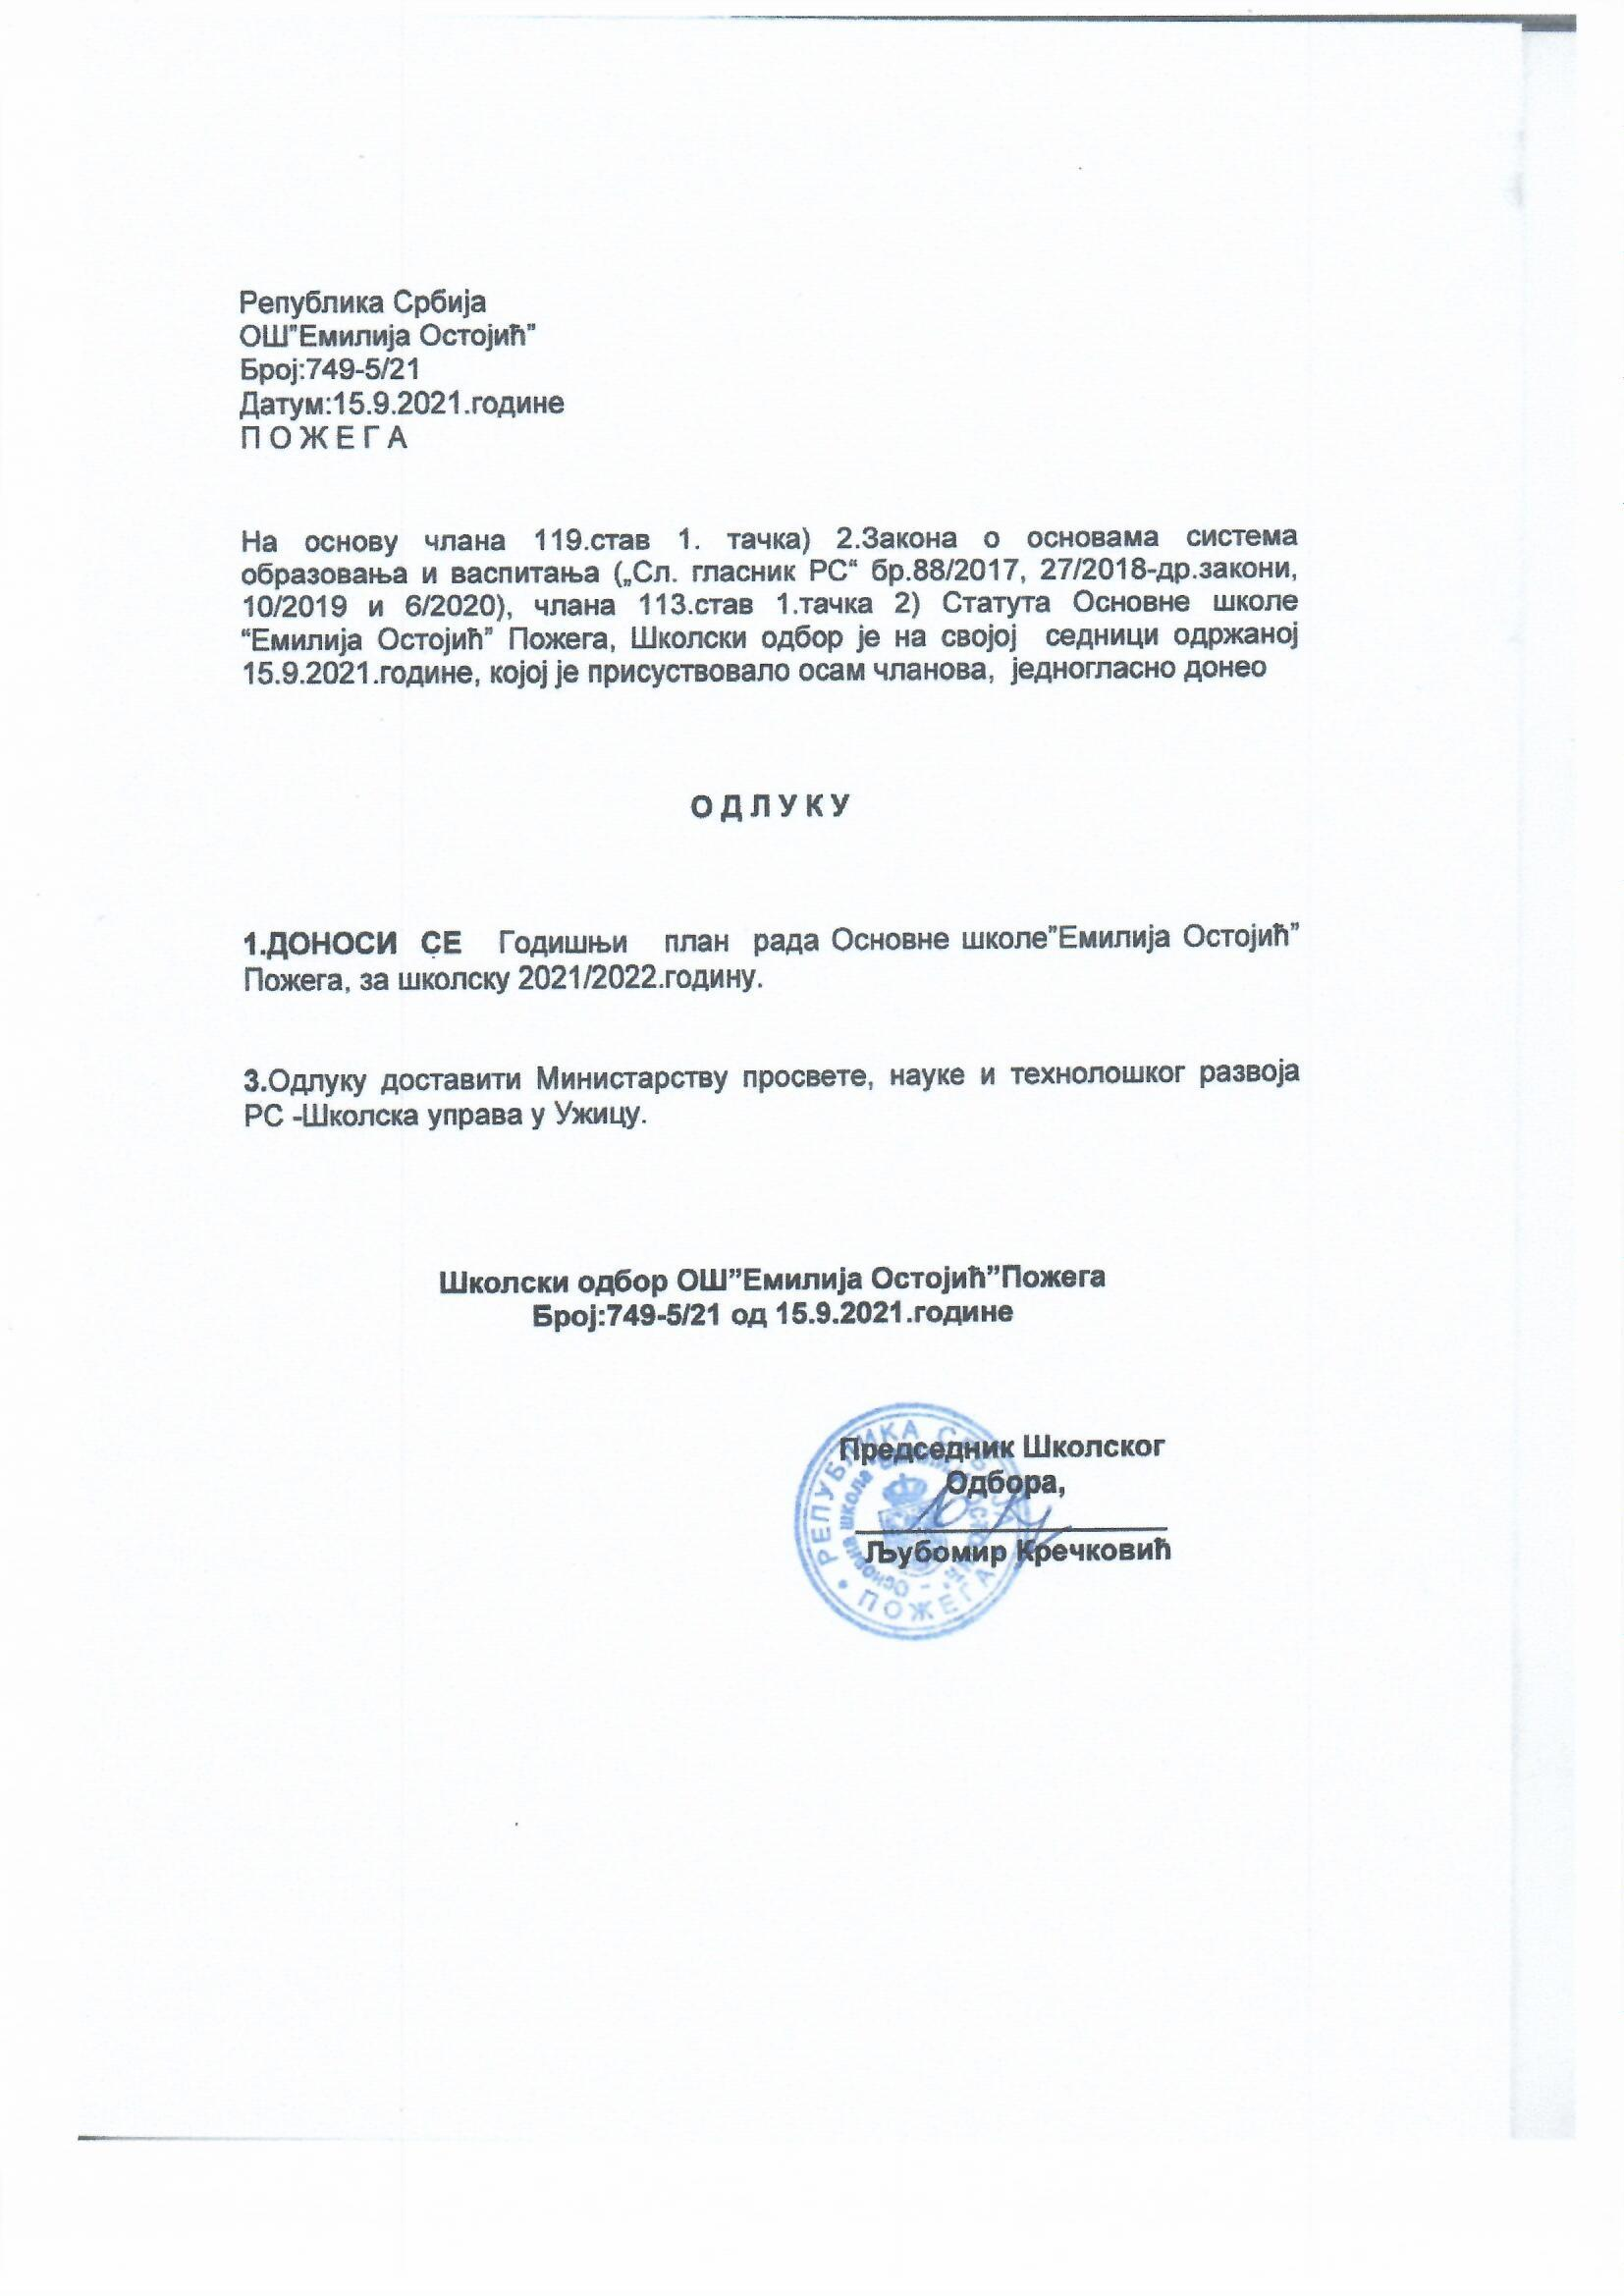 Република Србија
ОШ"Емилија Остојић"
Број:749-5/21
Датум:15.9.2021.године
П О Ж Е Г А
На основу члана 119.став 1. тачка) 2.Закона о основама система
образовања и васпитања („Сл. гласник РС“ бр.88/2017, 27/2018-др.закони,
10/2019 и 6/2020), члана 113.став 1.тачка 2) Статута Основне школе
“Емилија Остојић” Пожега, Школски одбор је на својој седници одржаној
15.9.2021.године, којој је присуствовало осам чланова, једногласно донео
О Д Л У К У
1.ДОНОСИ СЕ Годишњи план рада Основне школе”Емилија Остојић”
Пожега, за школску 2021/2022.годину.
3.Одлуку доставити Министарству просвете, науке и технолошког развоја
РС -Школска управа у Ужицу.
Школски одбор ОШ”Емилија Остојић”Пожега
Број:749-5/21 од 15.9.2021.године
Председник Школског
Одбора,
Љубомир Кречковић
РЕПУБЛИКА СРБИЈА
Основна школа
ПОЖЕГА